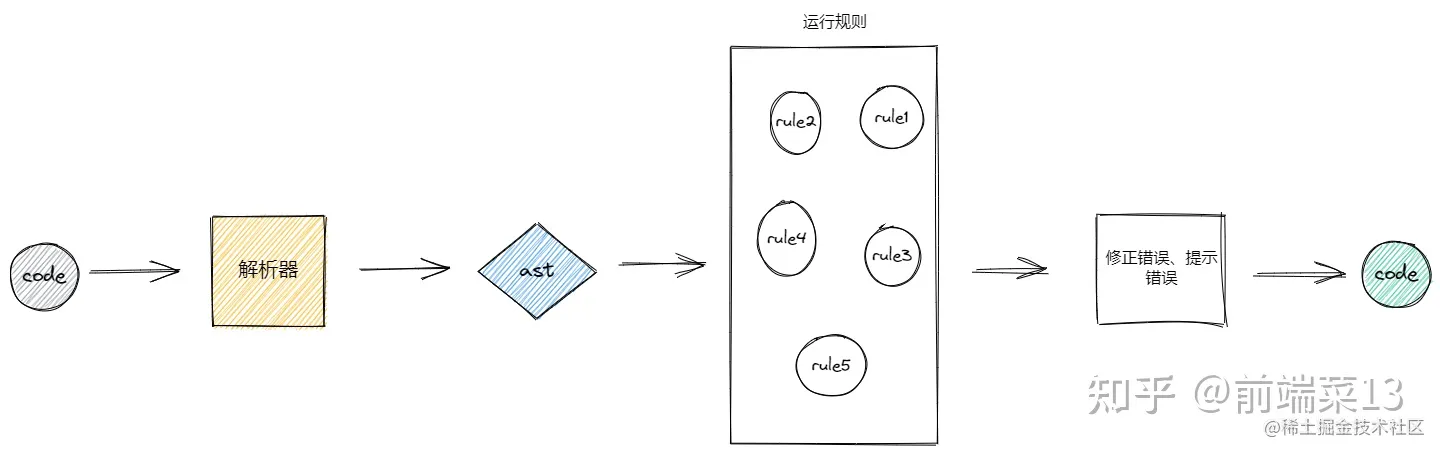 运行规则
rule2
rule1
rule4
rule3
rule5
code
解析器
ast
修正错误、提示
错误
code
知乎 @前端菜13
@稀土掘金技术社区